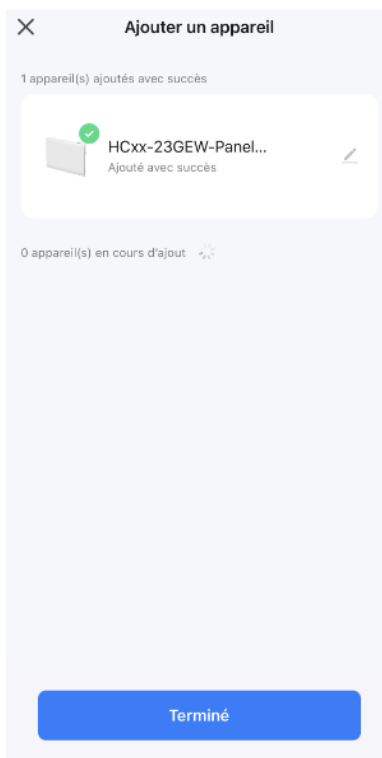 Ajouter un appareil
1 appareil(s) ajoutés avec succès
HCxx-23GEW-Panel...
Ajouté avec succès
0 appareil(s) en cours d'ajout
Terminé